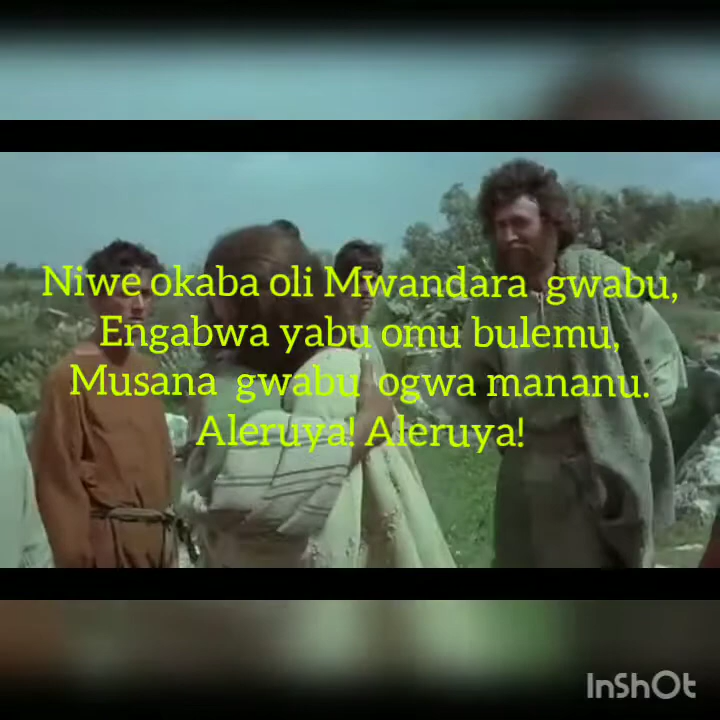 Niwe okaba oli Mwandara gwabu,
Engabwa yabu omu bulemu,
Musana gwabu ogwa mananu.
Aleruya! Aleruya!
InShOt